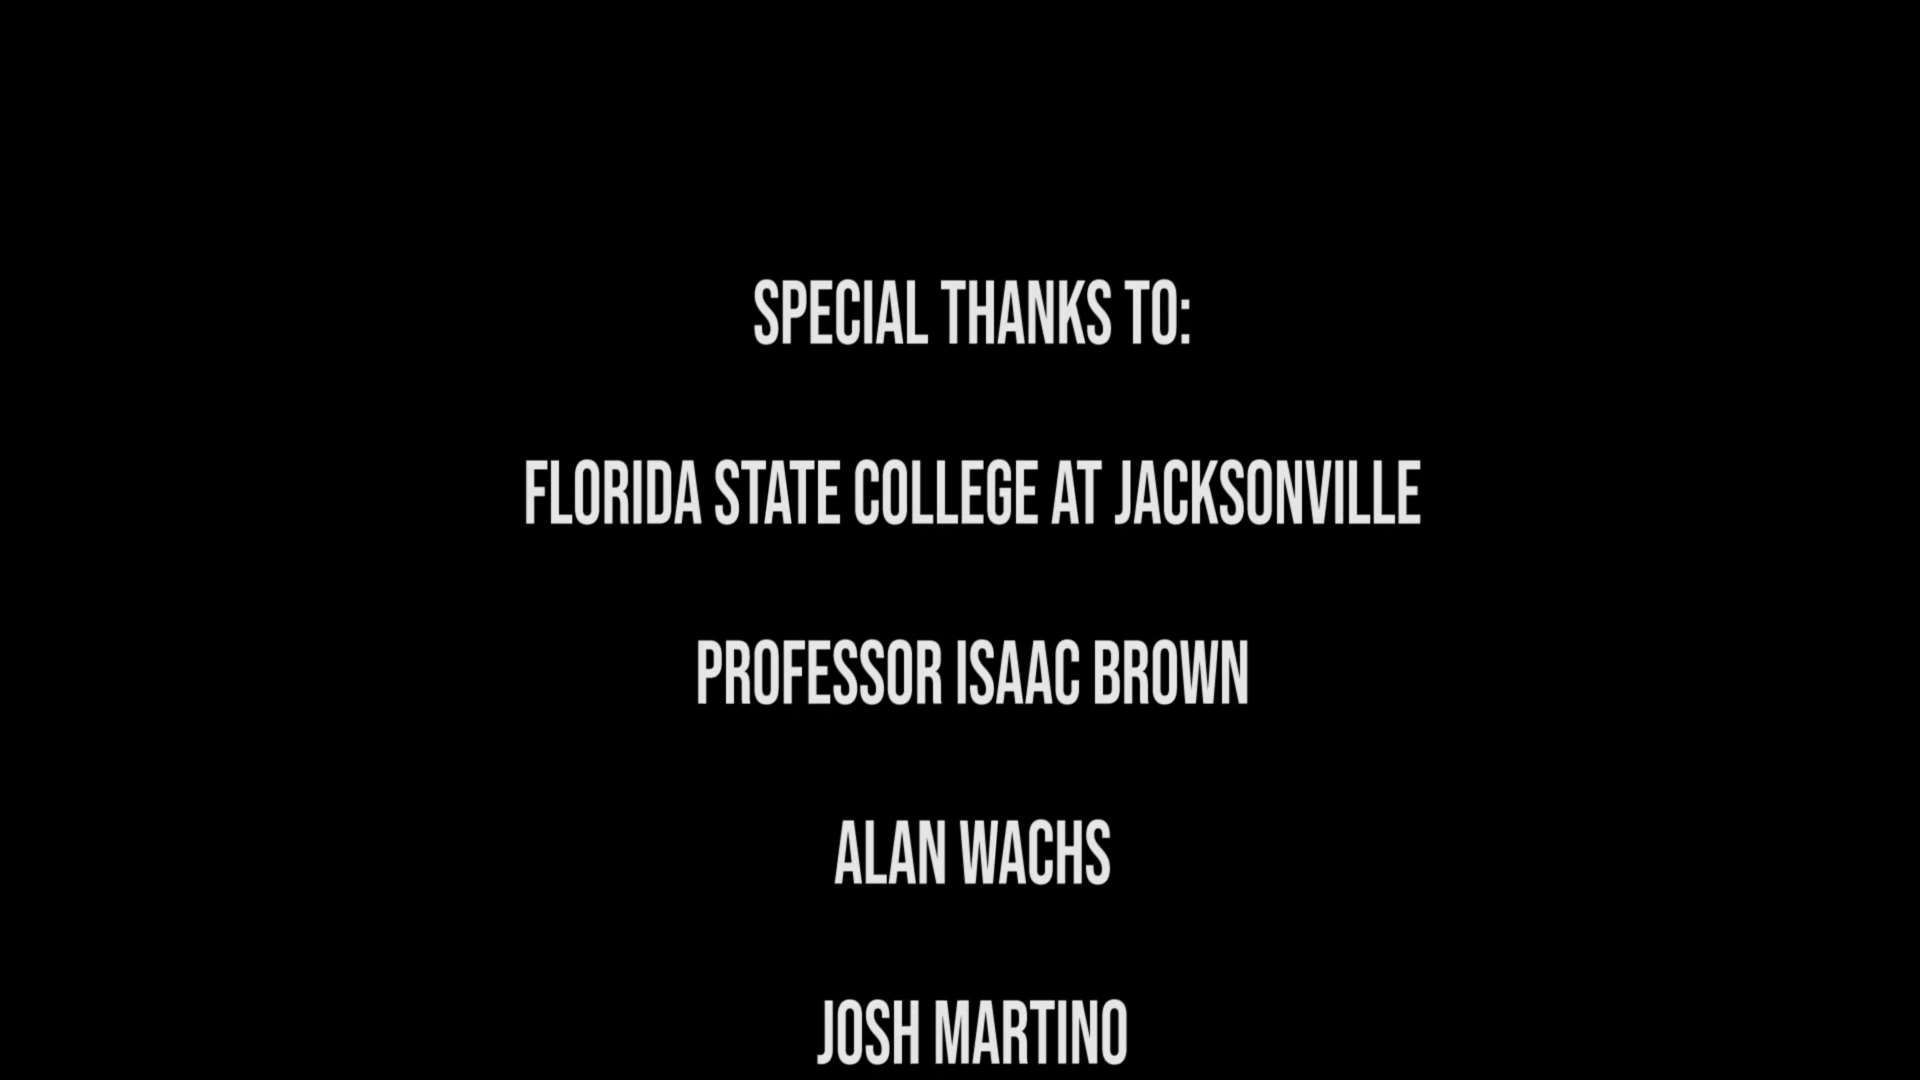 SPECIAL THANKS TO:
FLORIDA STATE COLLEGE AT JACKSONVILLE
PROFESSOR ISAAC BROWN
ALAN WACHS
JOSH MARTINO